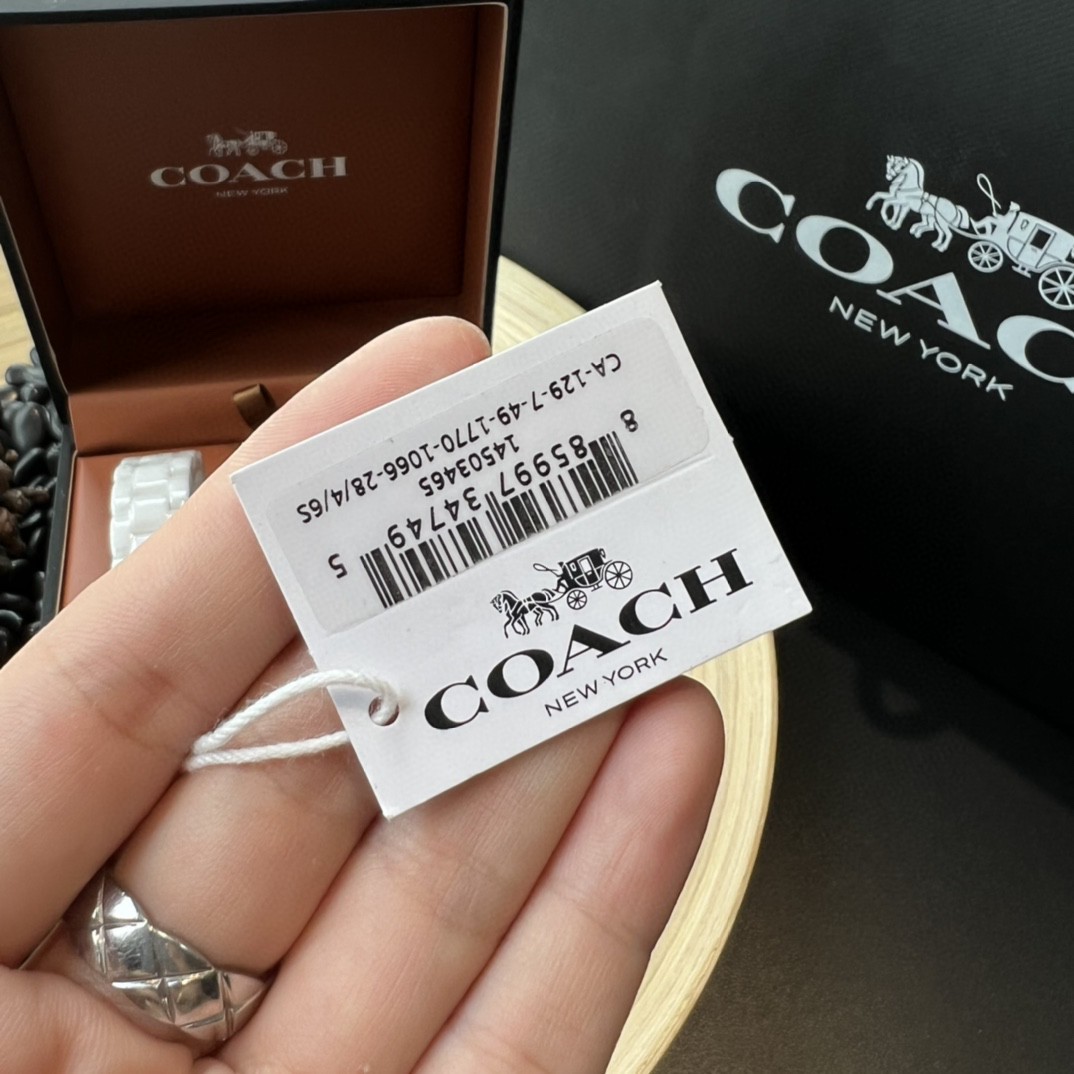 COACH
NEW YORK
COACH
NEW YORK
CA-129-7-49-1770-1066-28/4/6S
14503465
8 85997 34749 5
COACH
NEW YORK